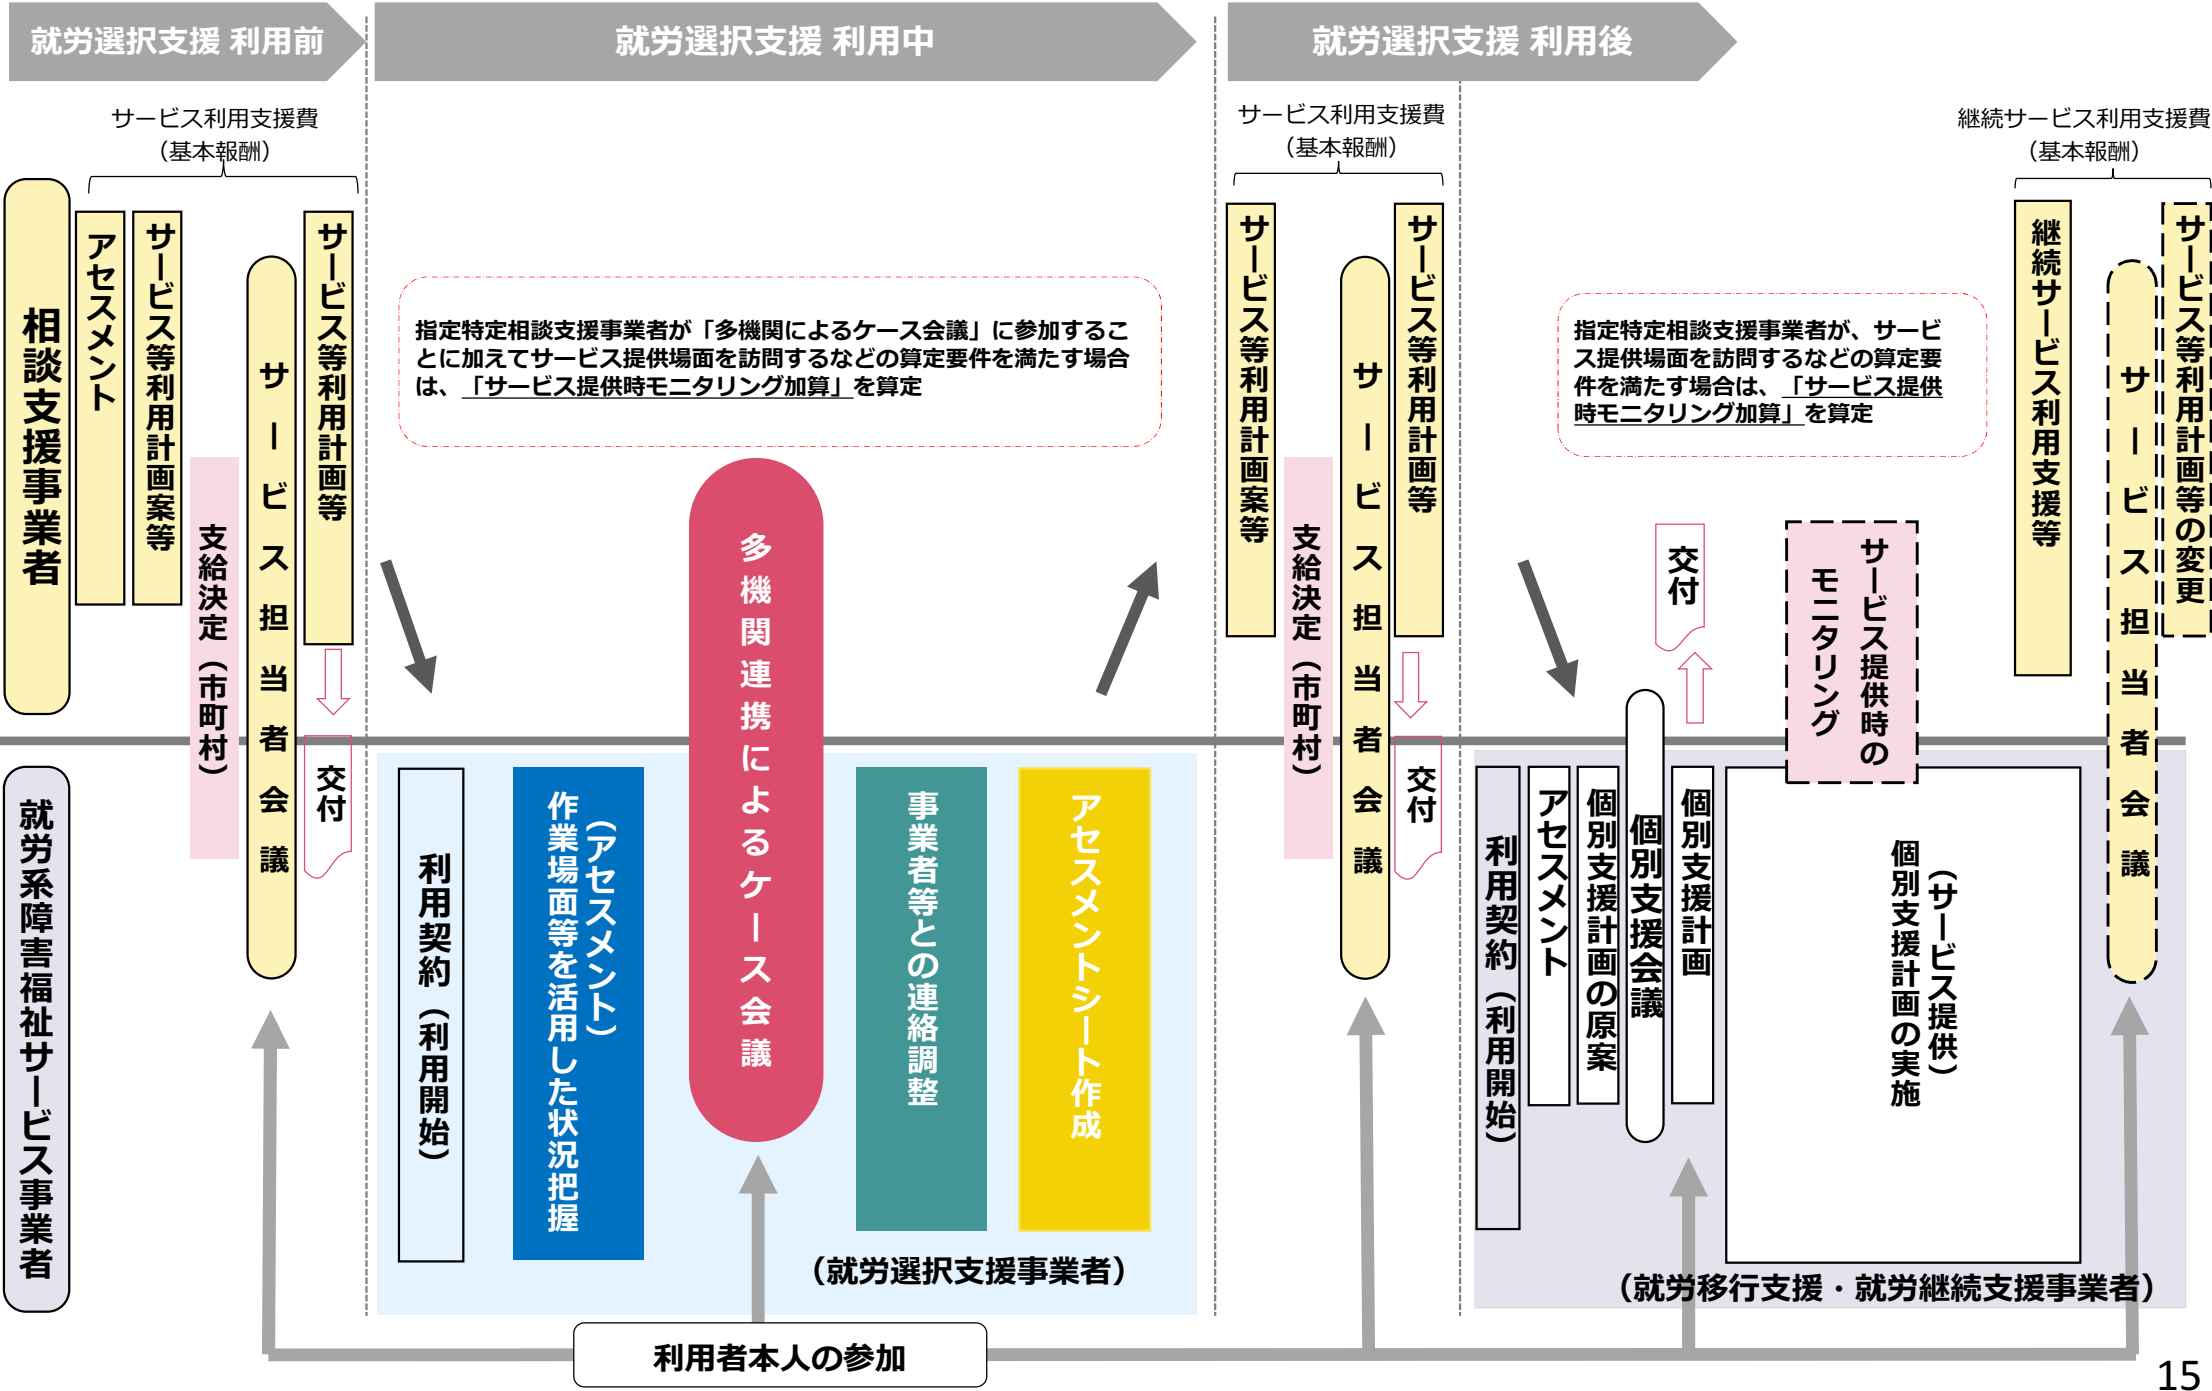 就労選択支援 利用前
就労選択支援 利用中
就労選択支援 利用後
サービス利用支援費
（基本報酬）
サービス利用支援費
（基本報酬）
継続サービス利用支援費
（基本報酬）
相談支援事業者
アセスメント
サービス等利用計画案等
支給決定（市町村）
サービス担当者会議
サービス等利用計画等
交付
指定特定相談支援事業者が「多機関によるケース会議」に参加するこ
とに加えてサービス提供場面を訪問するなどの算定要件を満たす場合
は、「サービス提供時モニタリング加算」を算定
多機関連携によるケース会議
サービス等利用計画案等
支給決定（市町村）
サービス担当者会議
サービス等利用計画等
交付
指定特定相談支援事業者が、サービ
ス提供場面を訪問するなどの算定要
件を満たす場合は、「サービス提供
時モニタリング加算」を算定
交付
サービス提供時の
モニタリング
継続サービス利用支援等
サービス担当者会議
サービス等利用計画等の変更
就労系障害福祉サービス事業者
利用契約（利用開始）
（アセスメント）
作業場面等を活用した状況把握
事業者等との連絡調整
アセスメントシート作成
（就労選択支援事業者）
利用契約（利用開始）
アセスメント
個別支援計画の原案
個別支援会議
個別支援計画
（サービス提供）
個別支援計画の実施
（就労移行支援・就労継続支援事業者）
利用者本人の参加
15